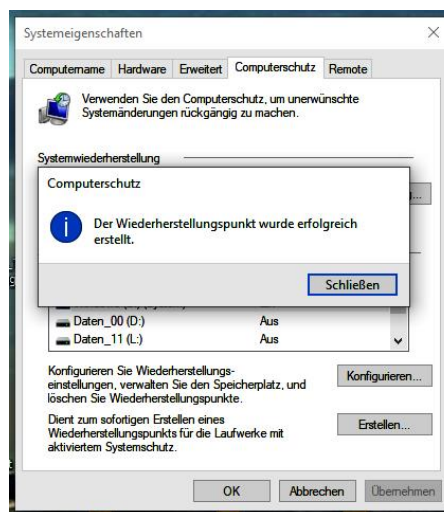 Systemeigenschaften
Computername Hardware Erweitert Computerschutz Remote
Verwenden Sie den Computerschutz, um unerwünschte
Systemänderungen rückgängig zu machen.
Systemwiederherstellung
Computerschutz
Der Wiederherstellungspunkt wurde erfolgreich
erstellt.
Schließen
Daten_00 (D:) Aus
Daten_11 (L:) Aus
Konfigurieren Sie Wiederherstellungs-
einstellungen, verwalten Sie den Speicherplatz, und
löschen Sie Wiederherstellungspunkte.
Konfigurieren...
Dient zum sofortigen Erstellen eines
Wiederherstellungspunkts für die Laufwerke mit
aktiviertem Systemschutz.
Erstellen...
OK Abbrechen Übernehmen